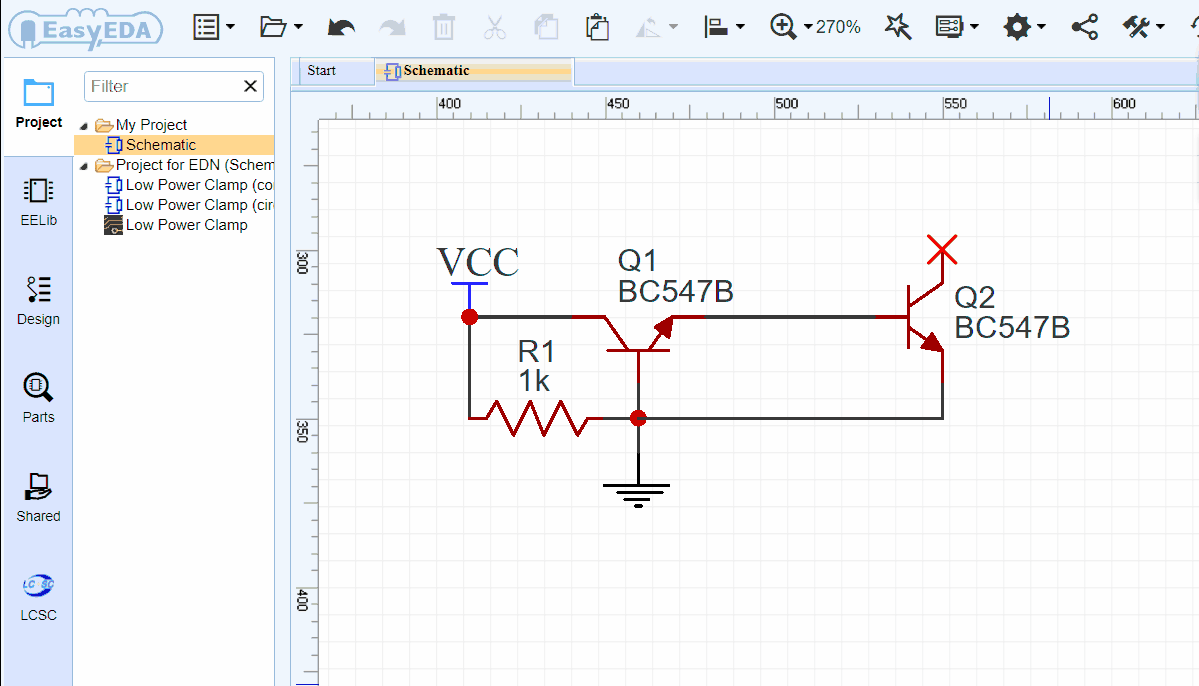 EasyEDA
270%
Project
EELib
Design
Parts
Shared
LC SC
LCSC
Filter
My Project
Schematic
Project for EDN (Schem
Low Power Clamp (co
Low Power Clamp (cir
Low Power Clamp
Start
Schematic
400
450
500
550
600
300
350
400
VCC
Q1
BC547B
R1
1k
Q2
BC547B